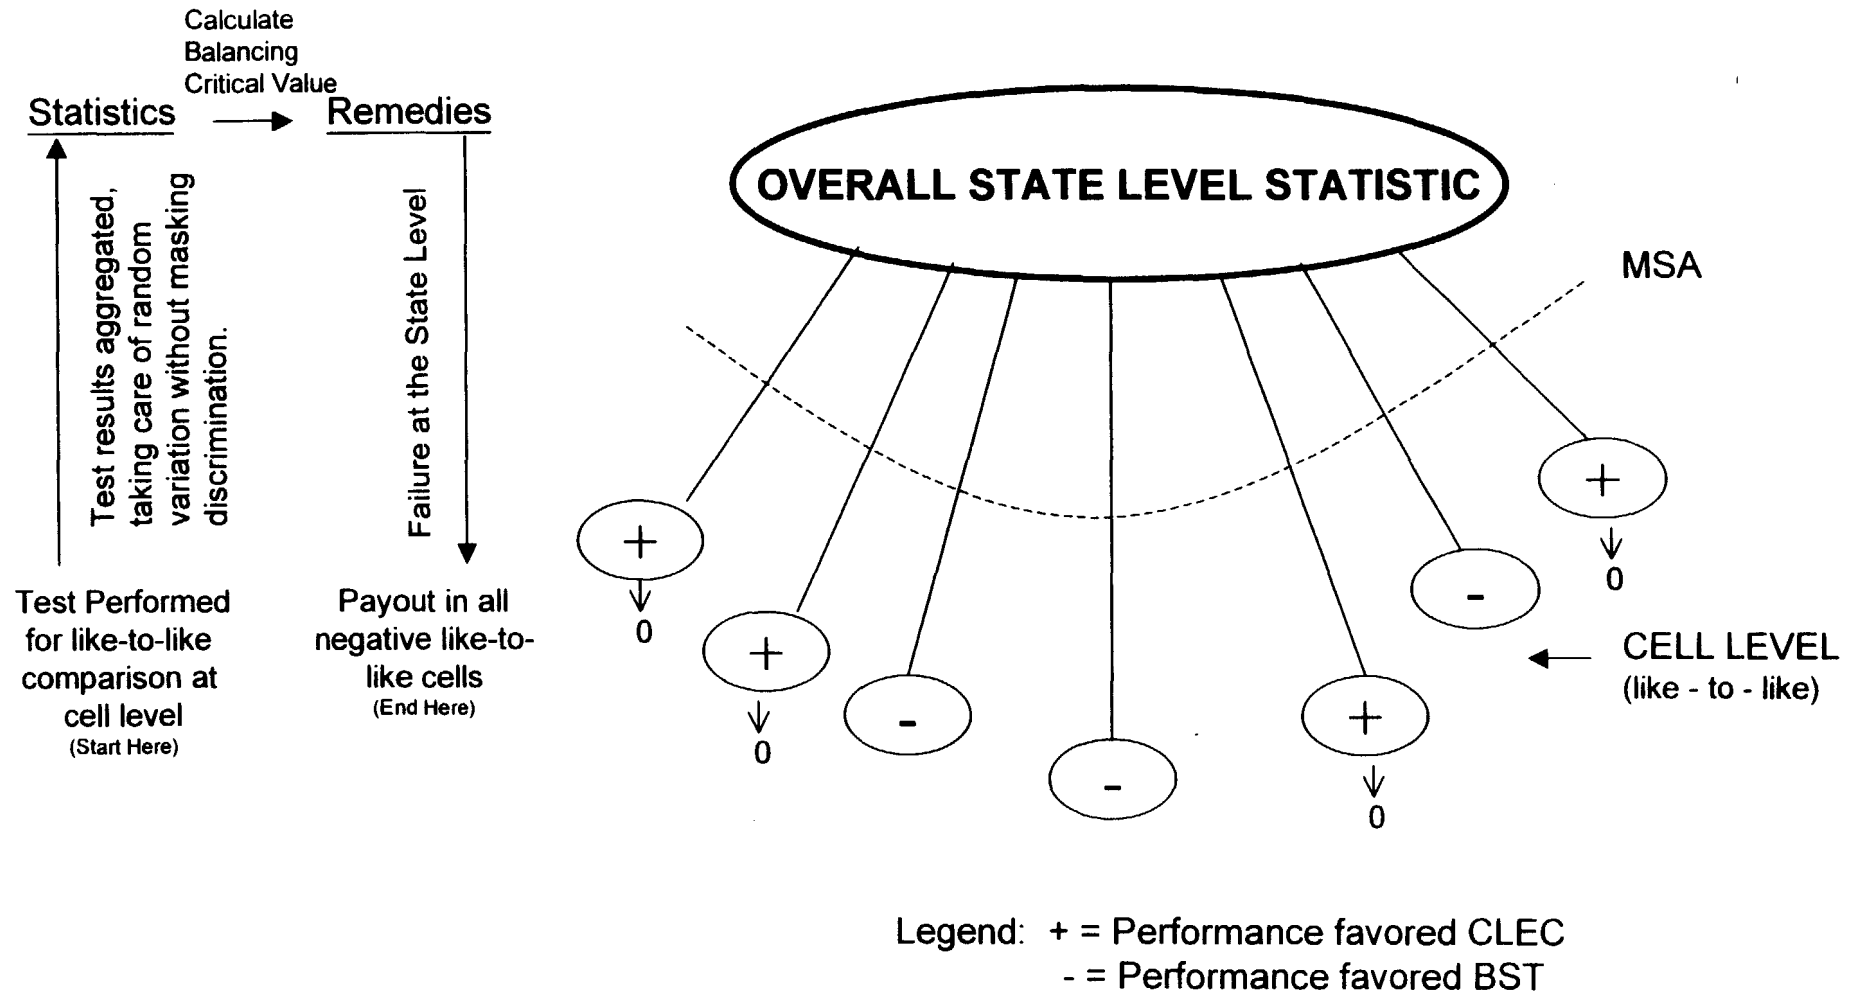 Calculate
Balancing
Critical Value
Statistics
Remedies
Test results aggregated,
taking care of random
variation without masking
discrimination.
Failure at the State Level
Test Performed
for like-to-like
comparison at
cell level
(Start Here)
Payout in all
negative like-to-
like cells
(End Here)
OVERALL STATE LEVEL STATISTIC
MSA
+
0
+
0
-
-
+
0
-
+
0
CELL LEVEL
(like - to - like)
Legend: + = Performance favored CLEC
- = Performance favored BST